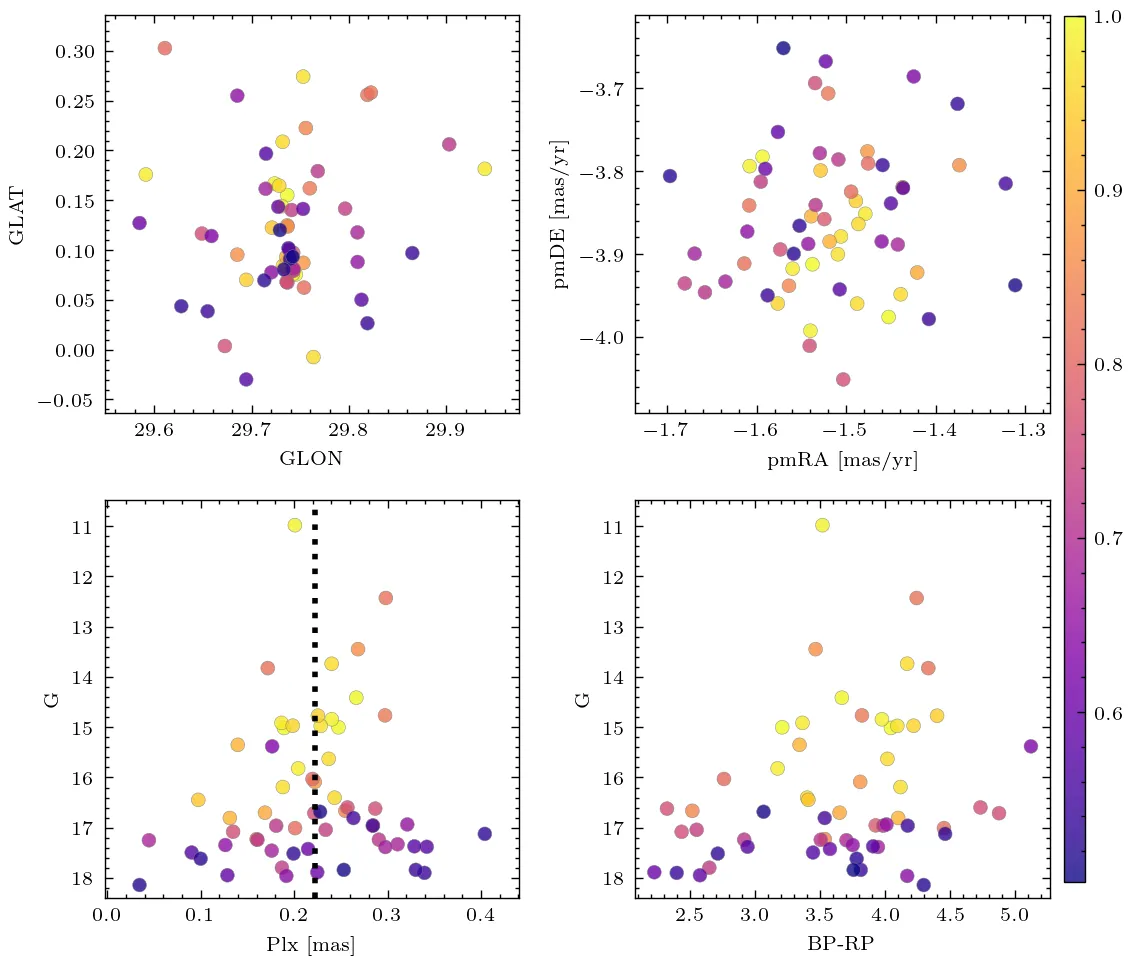 0.30
0.25
0.20
0.15
0.10
0.05
0.00
−0.05
GLAT
29.6 29.7 29.8 29.9
GLON
−3.7
−3.8
−3.9
−4.0
pmDE [mas/yr]
−1.7 −1.6 −1.5 −1.4 −1.3
pmRA [mas/yr]
1.0
0.9
0.8
0.7
0.6
11
12
13
14
15
16
17
18
G
0.0 0.1 0.2 0.3 0.4
Plx [mas]
11
12
13
14
15
16
17
18
G
2.5 3.0 3.5 4.0 4.5 5.0
BP-RP